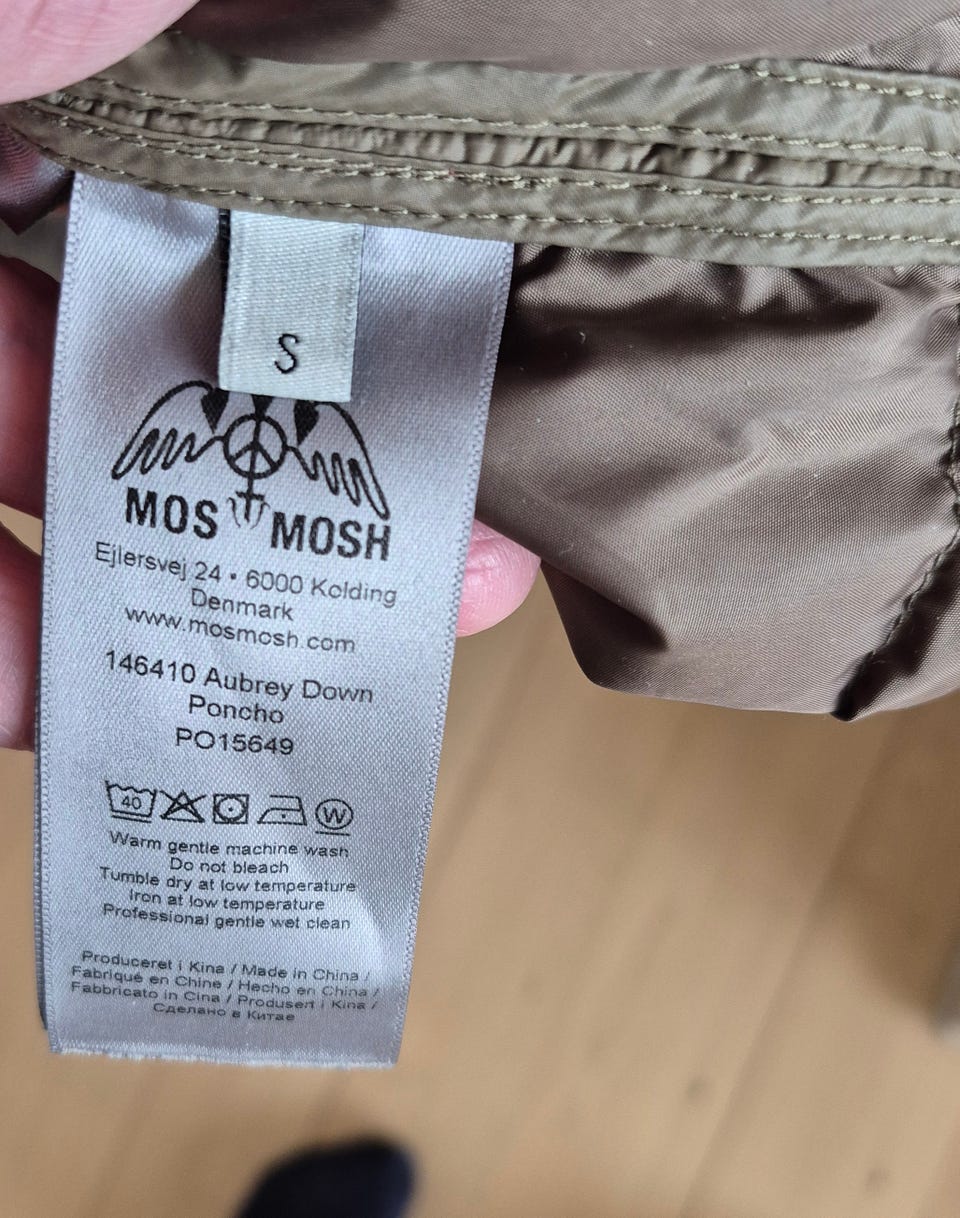 S
MOS MOSH
Ejlersvej 24 • 6000 Kolding
Denmark
www.mosmosh.com
146410 Aubrey Down
Poncho
PO15649
40 W
Warm gentle machine wash
Do not bleach
Tumble dry at low temperature
Iron at low temperature
Professional gentle wet clean
Produceret i Kina / Made in China /
Fabriqué en Chine / Hecho en China /
Fabbricato in Cina / Produsert i Kina /
Сделано в Китае